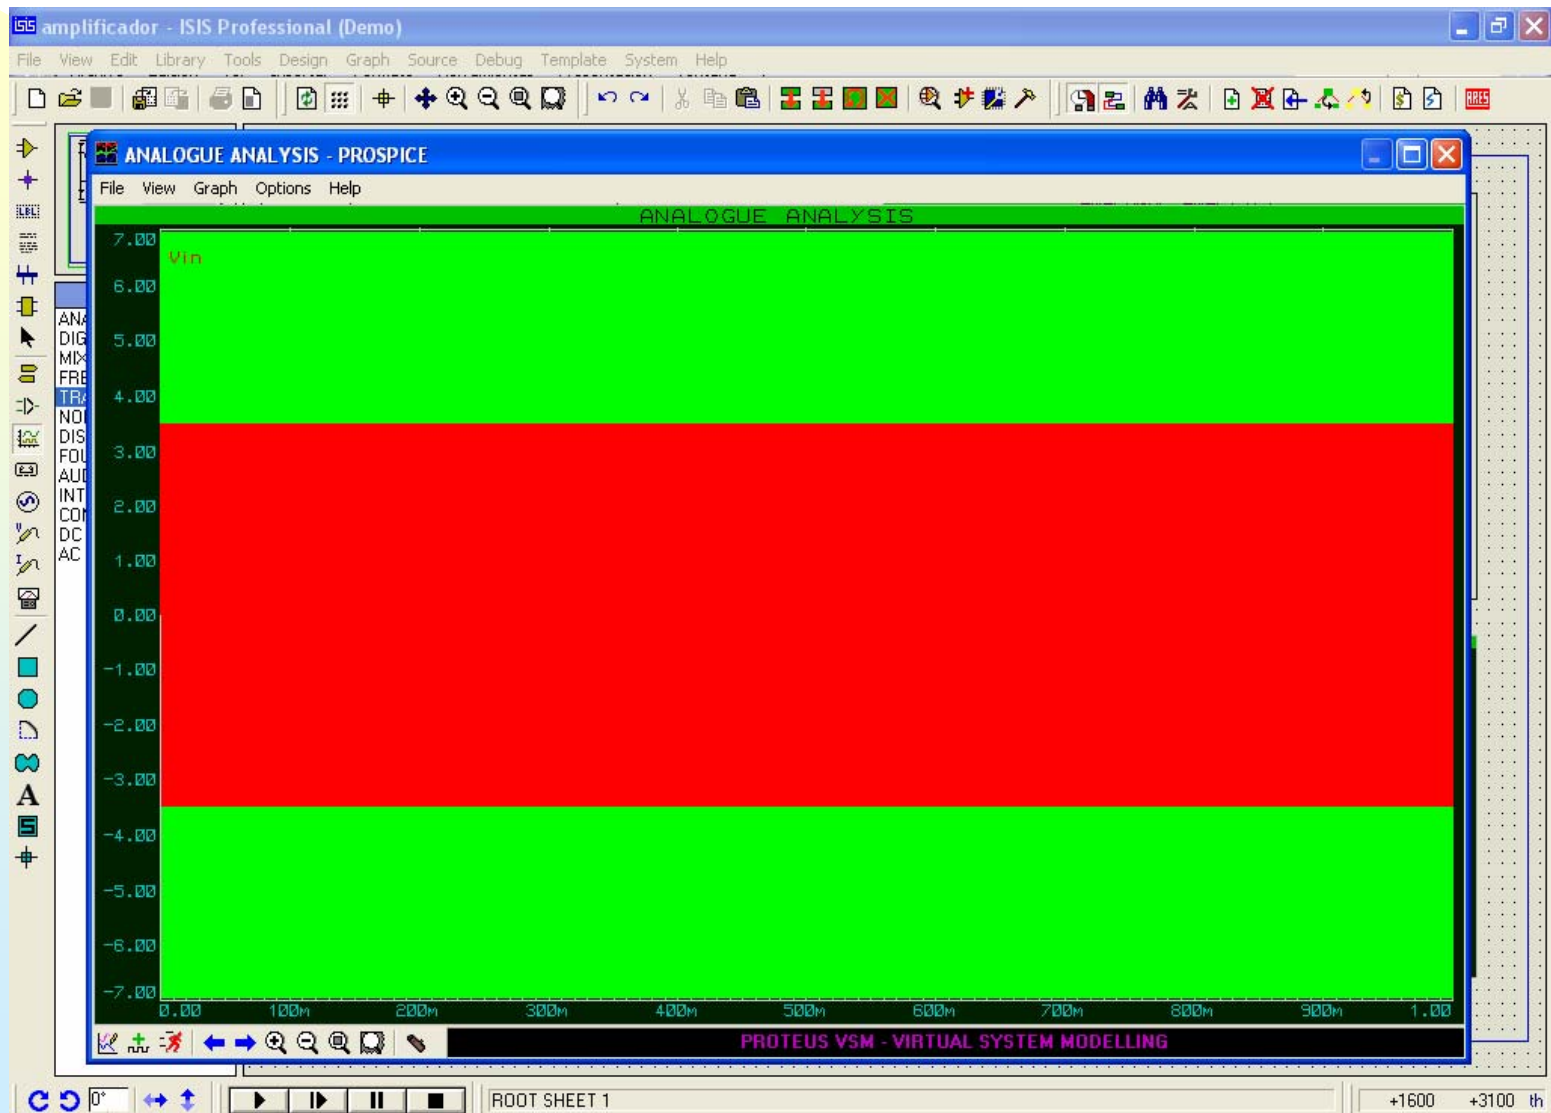 isis amplificador - ISIS Professional (Demo)
File View Edit Library Tools Design Graph Source Debug Template System Help
ARES
LBL
ANALOGUE ANALYSIS - PROSPICE
File View Graph Options Help
ANALOGUE ANALYSIS
Vin
7.00
6.00
5.00
4.00
3.00
2.00
1.00
0.00
-1.00
-2.00
-3.00
-4.00
-5.00
-6.00
-7.00
0.00 100m 200m 300m 400m 500m 600m 700m 800m 900m 1.00
ANA
DIG
MIX
FRE
TRA
NOI
DIS
FOU
AUD
INT
CON
DC
AC
A
PROTEUS VSM - VIRTUAL SYSTEM MODELLING
0° ROOT SHEET 1 +1600 +3100 th